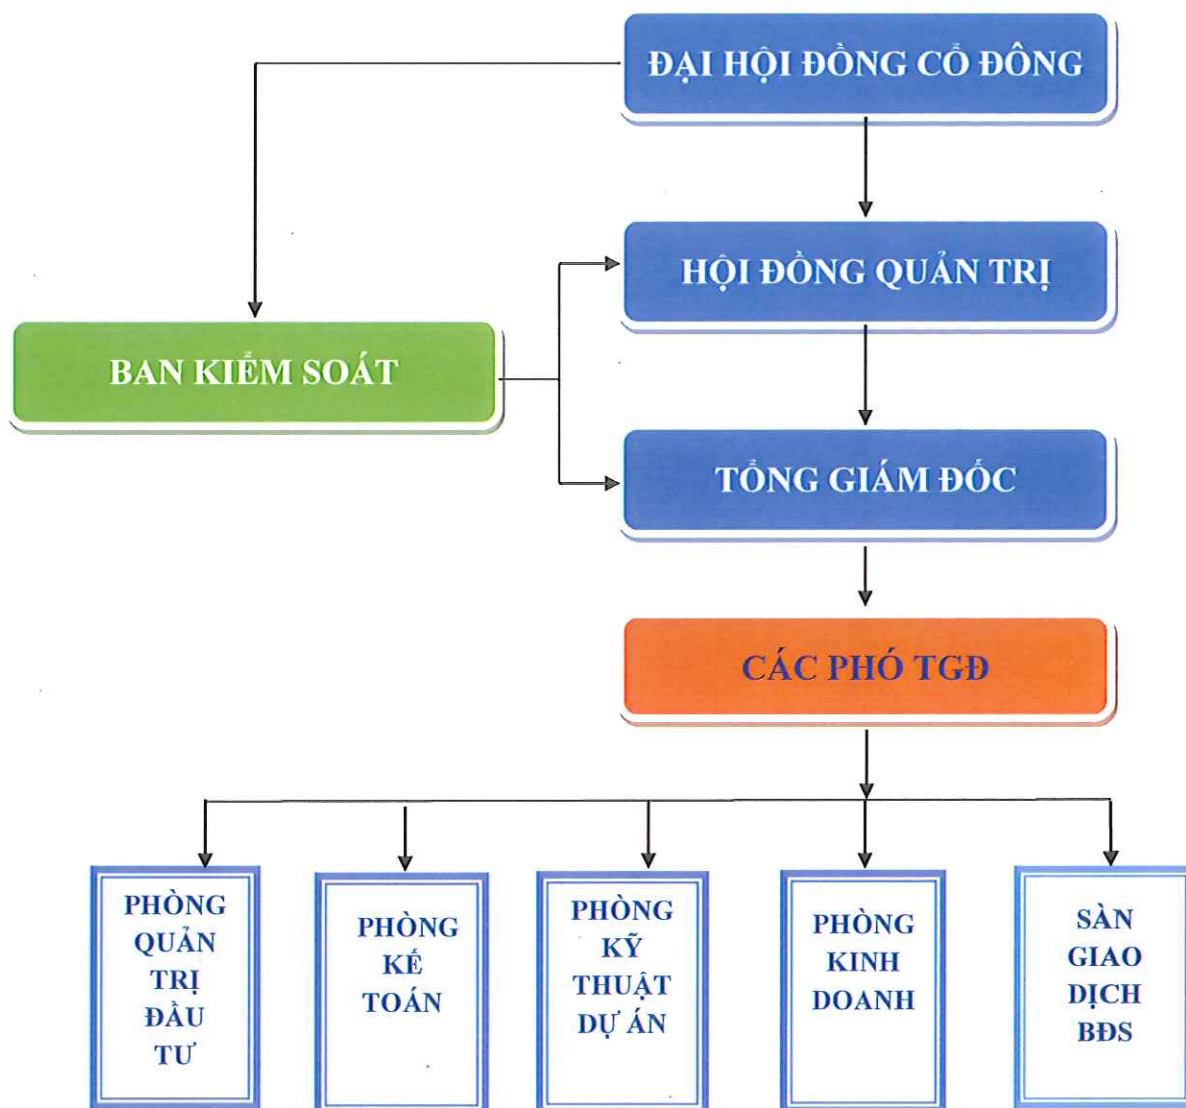 ĐẠI HỘI ĐỒNG CỔ ĐÔNG
HỘI ĐỒNG QUẢN TRỊ
BAN KIỂM SOÁT
TỔNG GIÁM ĐỐC
CÁC PHÓ TGĐ
PHÒNG
QUẢN
TRỊ
ĐẦU
TƯ
PHÒNG
KẾ
TOÁN
PHÒNG
KỸ
THUẬT
DỰ ÁN
PHÒNG
KINH
DOANH
SÀN
GIAO
DỊCH
BĐS